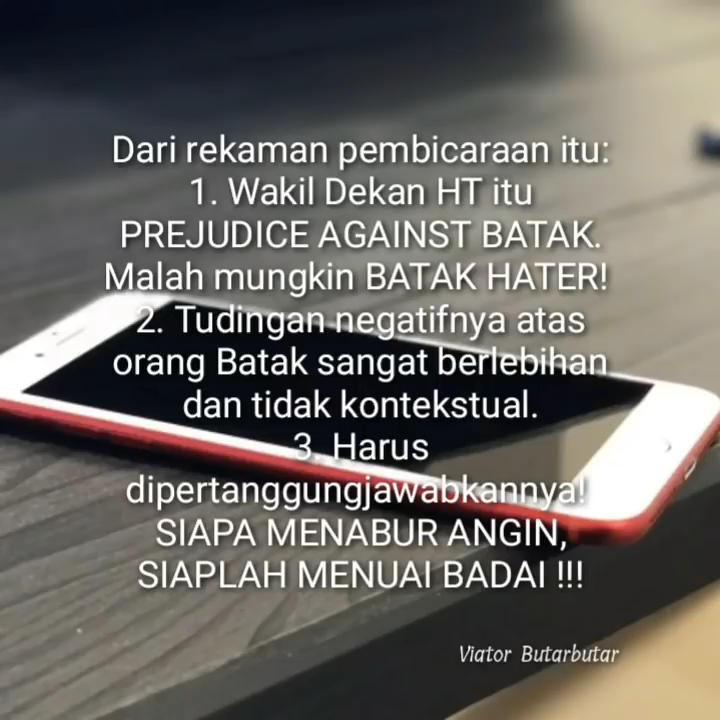 Dari rekaman pembicaraan itu:
1. Wakil Dekan HT itu
PREJUDICE AGAINST BATAK.
Malah mungkin BATAK HATER!
2. Tudingan negatifnya atas
orang Batak sangat berlebihan
dan tidak kontekstual.
3. Harus
dipertanggungjawabkannya!
SIAPA MENABUR ANGIN,
SIAPLAH MENUAI BADAI !!!
Viator Butarbutar